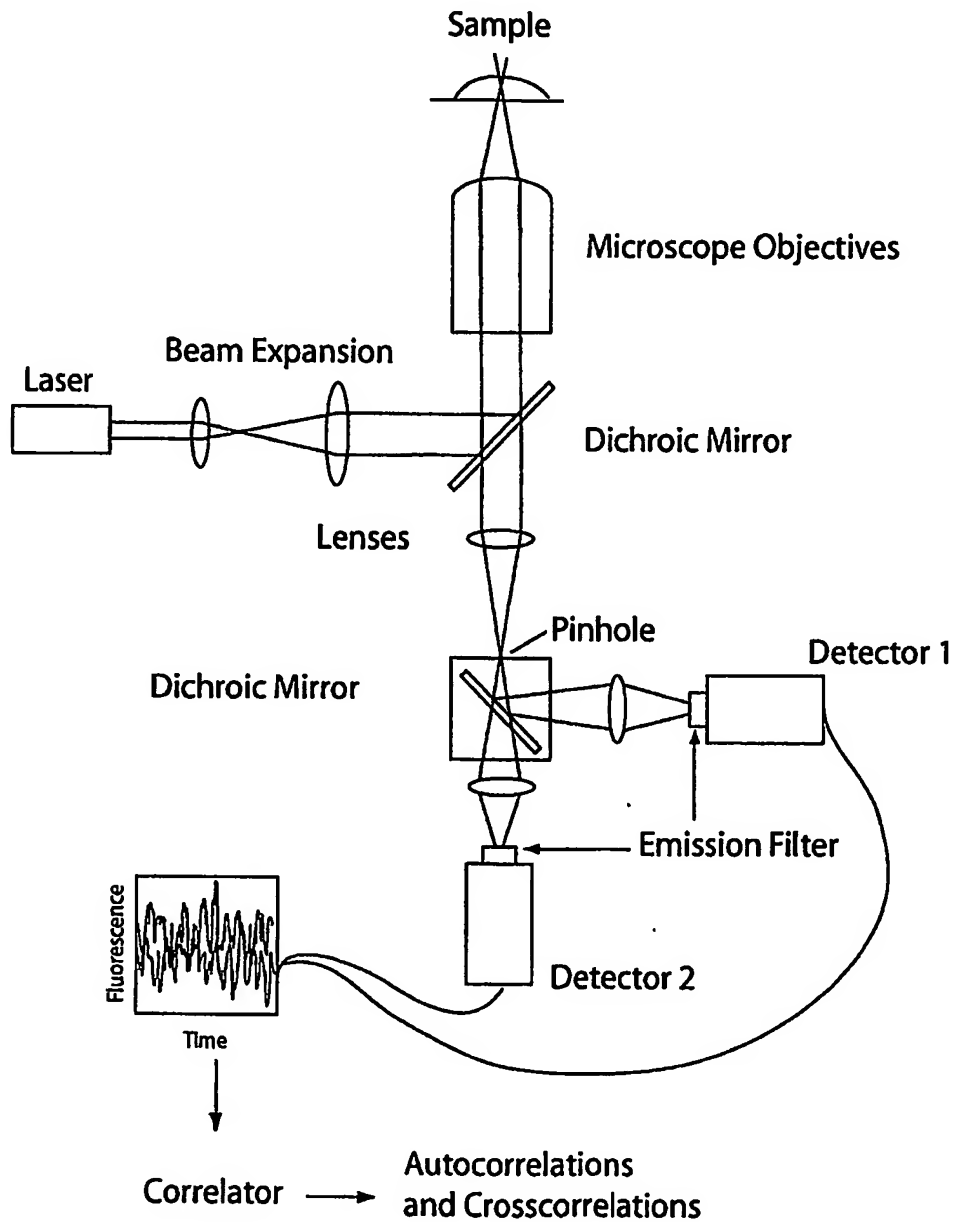 Sample
Microscope Objectives
Beam Expansion
Laser
Dichroic Mirror
Lenses
Pinhole
Detector 1
Dichroic Mirror
Emission Filter
Fluorescence
Detector 2
Time
Correlator
Autocorrelations
and Crosscorrelations